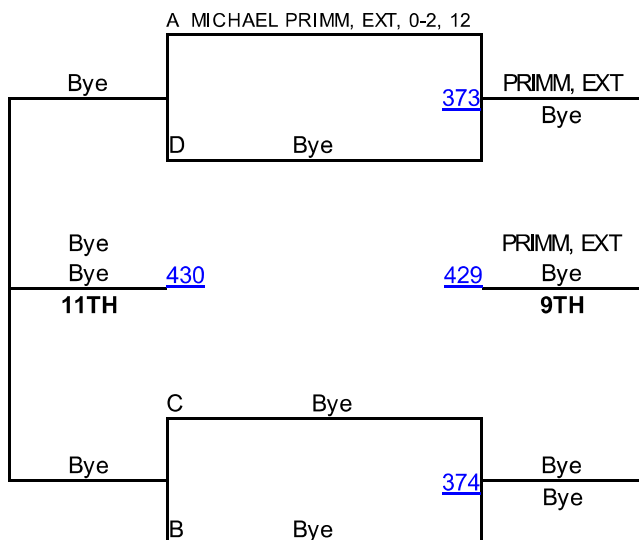 A MICHAEL PRIMM, EXT, 0-2, 12
Bye
373
PRIMM, EXT
Bye
D
Bye
Bye
PRIMM, EXT
Bye
430
429
Bye
11TH
9TH
C
Bye
Bye
374
Bye
Bye
B
Bye